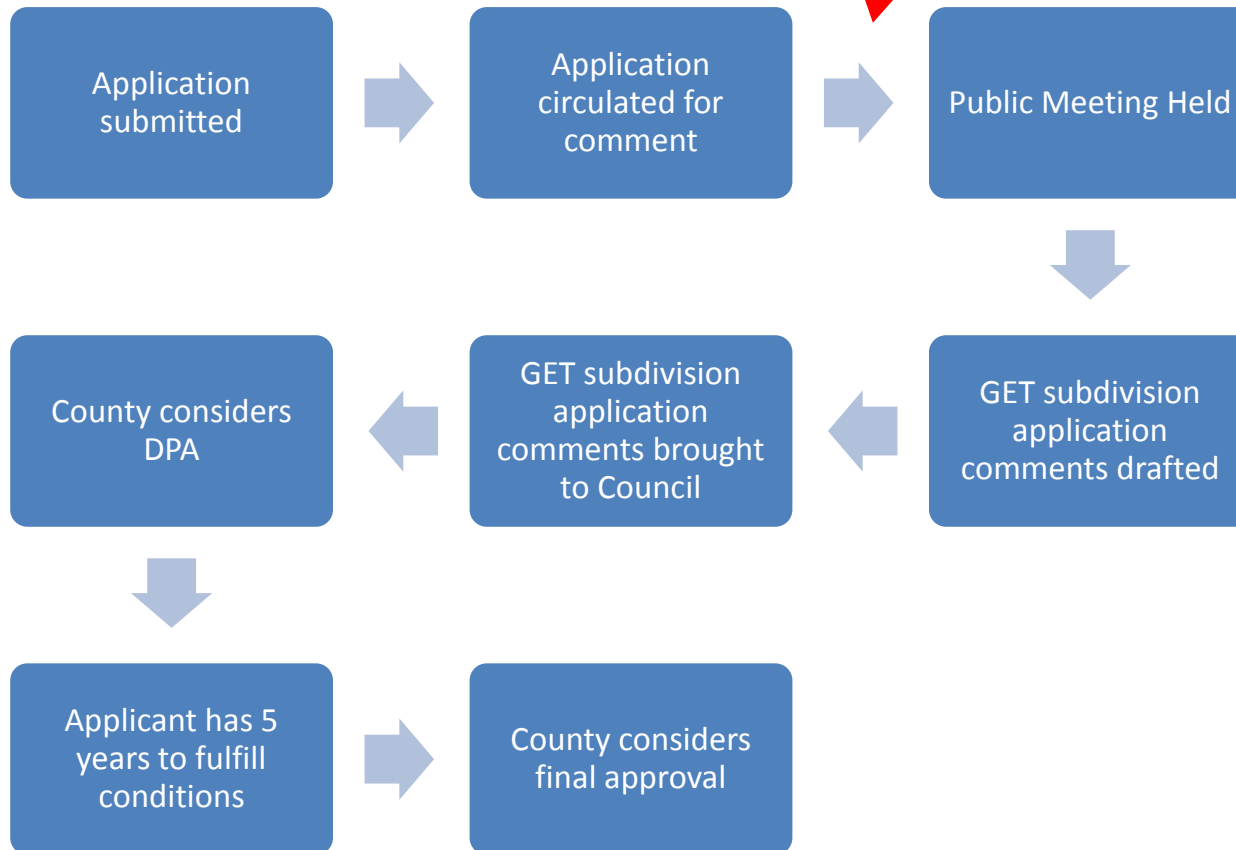 Application
submitted
Application
circulated for
comment
Public Meeting Held
GET subdivision
application
comments drafted
GET subdivision
application
comments brought
to Council
County considers
DPA
Applicant has 5
years to fulfill
conditions
County considers
final approval